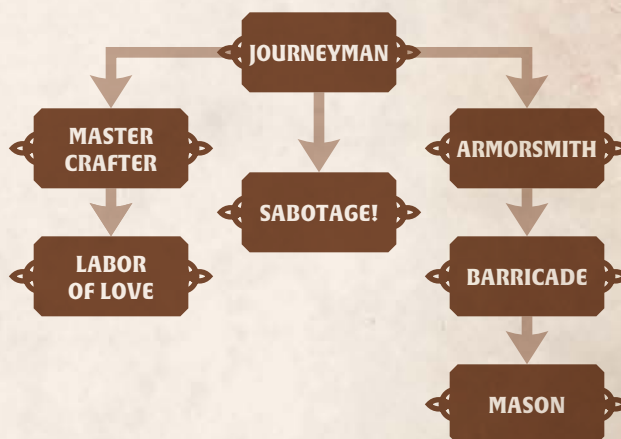 JOURNEYMAN
MASTER
CRAFTER
ARMORSMITH
SABOTAGE!
LABOR
OF LOVE
BARRICADE
MASON